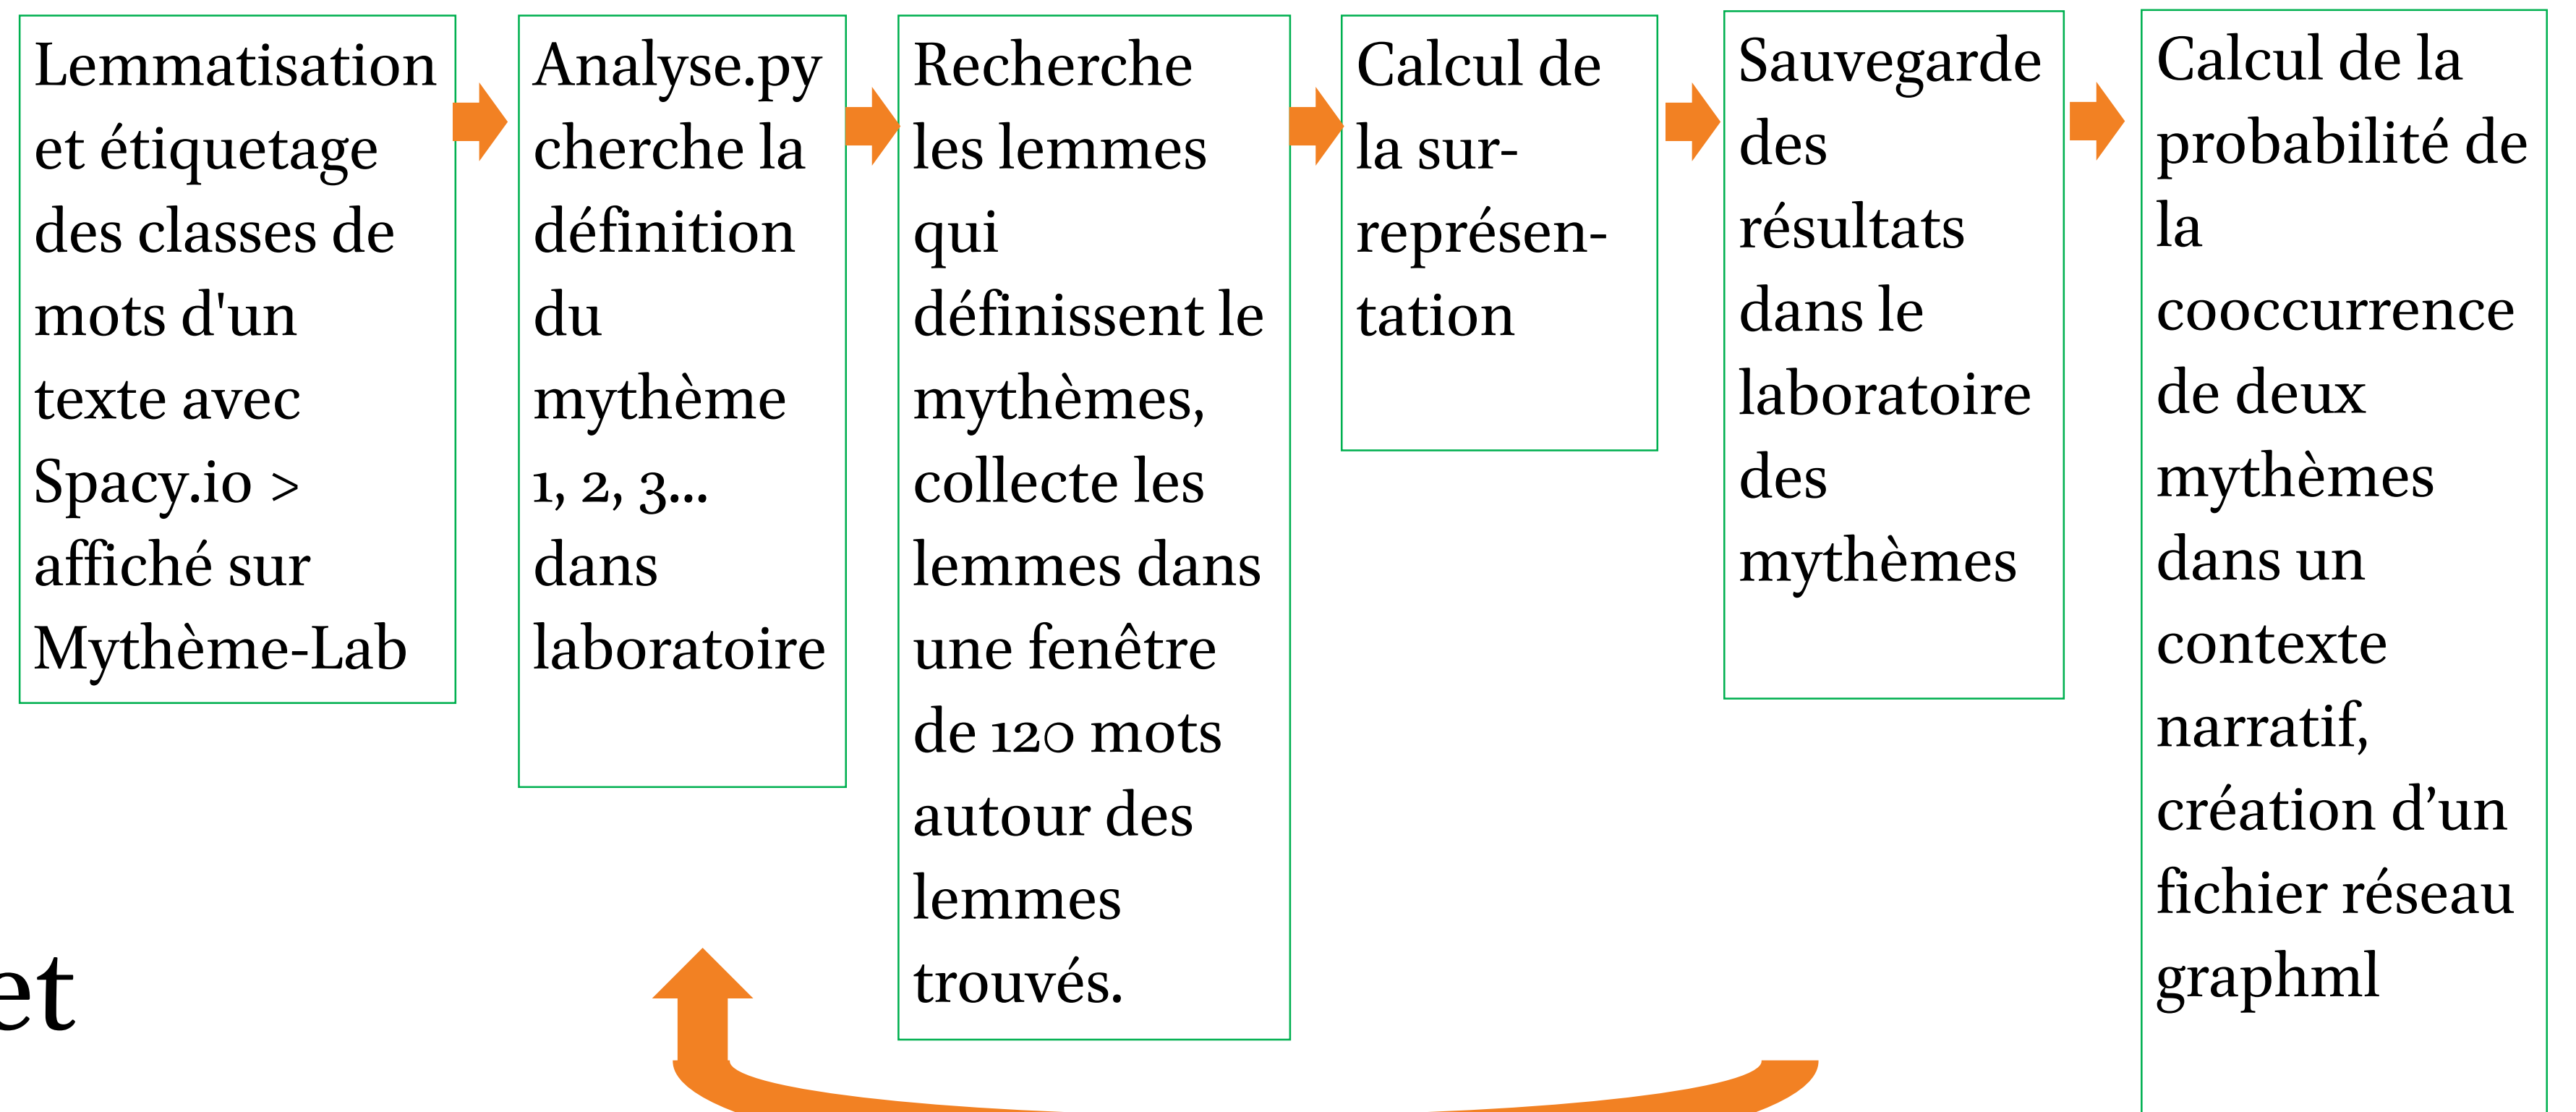 Lemmatisation
et étiquetage
des classes de
mots d'un
texte avec
Spacy.io >
affiché sur
Mythème-Lab
Analyse.py
cherche la
définition
du
mythème
1, 2, 3...
dans
laboratoire
Recherche
les lemmes
qui
définissent le
mythèmes,
collecte les
lemmes dans
une fenêtre
de 120 mots
autour des
lemmes
trouvés.
Calcul de
la sur-
représen-
tation
Sauvegarde
des
résultats
dans le
laboratoire
des
mythèmes
Calcul de la
probabilité de
la
cooccurrence
de deux
mythèmes
dans un
contexte
narratif,
création d’un
fichier réseau
graphml
et